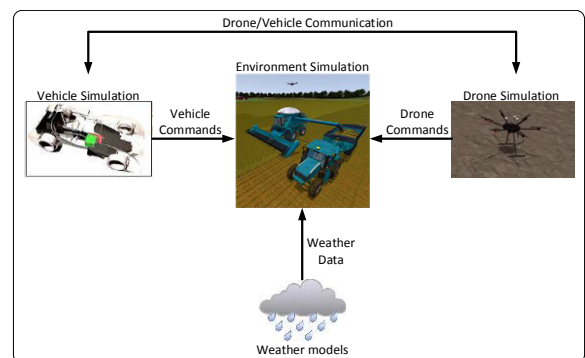 Drone/Vehicle Communication
Environment Simulation
Vehicle Simulation
Drone Simulation
Vehicle
Commands
Drone
Commands
Weather
Data
Weather models